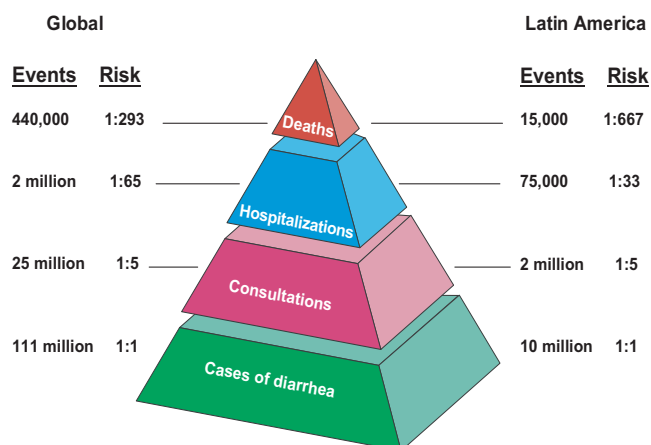 Global Latin America
Events Risk Events Risk
440,000 1:293 Deaths 15,000 1:667
2 million 1:65 Hospitalizations 75,000 1:33
25 million 1:5 Consultations 2 million 1:5
111 million 1:1 Cases of diarrhea 10 million 1:1